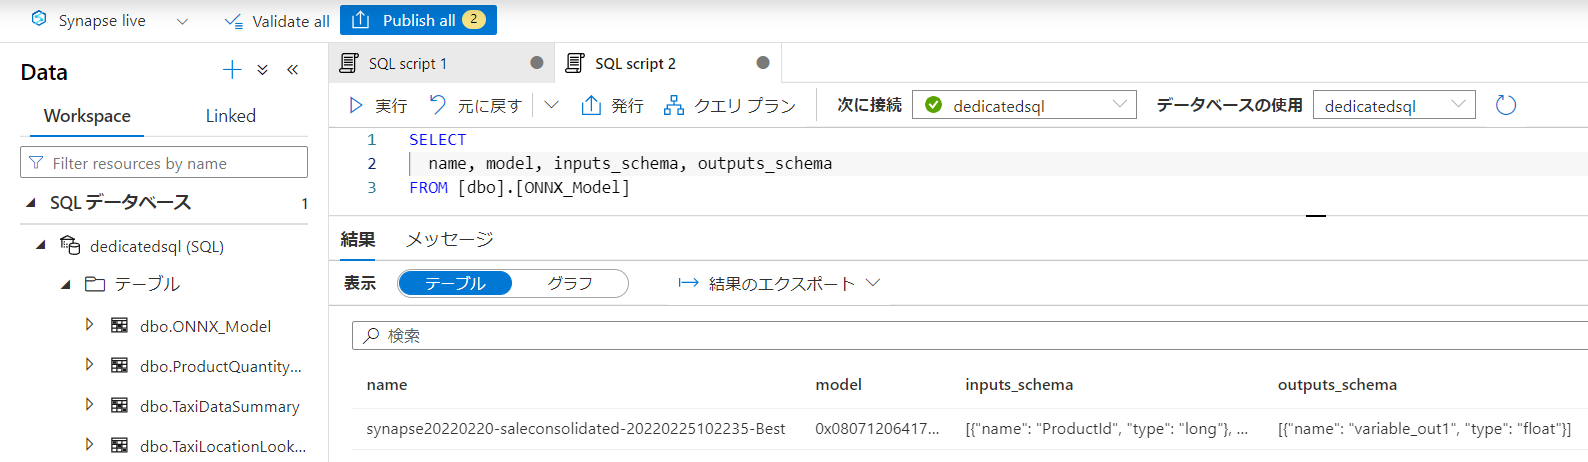 Synapse live
Validate all
Publish all 2
Data
Workspace Linked
Filter resources by name
SQL データベース 1
dedicatedsql (SQL)
テーブル
dbo.ONNX_Model
dbo.ProductQuantity...
dbo.TaxiDataSummary
dbo.TaxiLocationLook...
SQL script 1
SQL script 2
実行 元に戻す 発行 クエリ プラン 次に接続 dedicatedsql データベースの使用 dedicatedsql
1 SELECT
2 name, model, inputs_schema, outputs_schema
3 FROM [dbo].[ONNX_Model]
結果 メッセージ
表示 テーブル グラフ 結果のエクスポート
検索
name model inputs_schema outputs_schema
synapse20220220-saleconsolidated-20220225102235-Best 0x08071206417... [{"name": "ProductId", "type": "long"}, ... [{"name": "variable_out1", "type": "float"}]